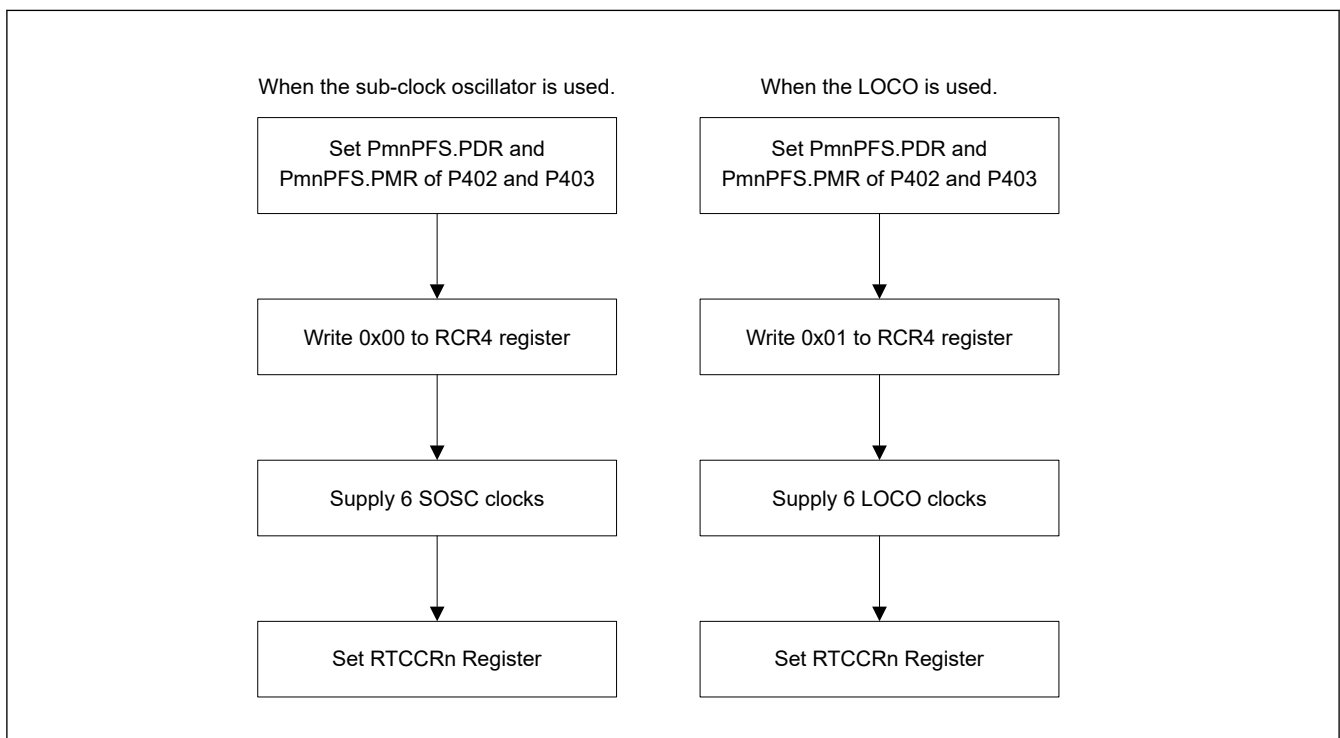 When the sub-clock oscillator is used.
Set PmnPFS.PDR and
PmnPFS.PMR of P402 and P403
Write 0x00 to RCR4 register
Supply 6 SOSC clocks
Set RTCCRn Register
When the LOCO is used.
Set PmnPFS.PDR and
PmnPFS.PMR of P402 and P403
Write 0x01 to RCR4 register
Supply 6 LOCO clocks
Set RTCCRn Register